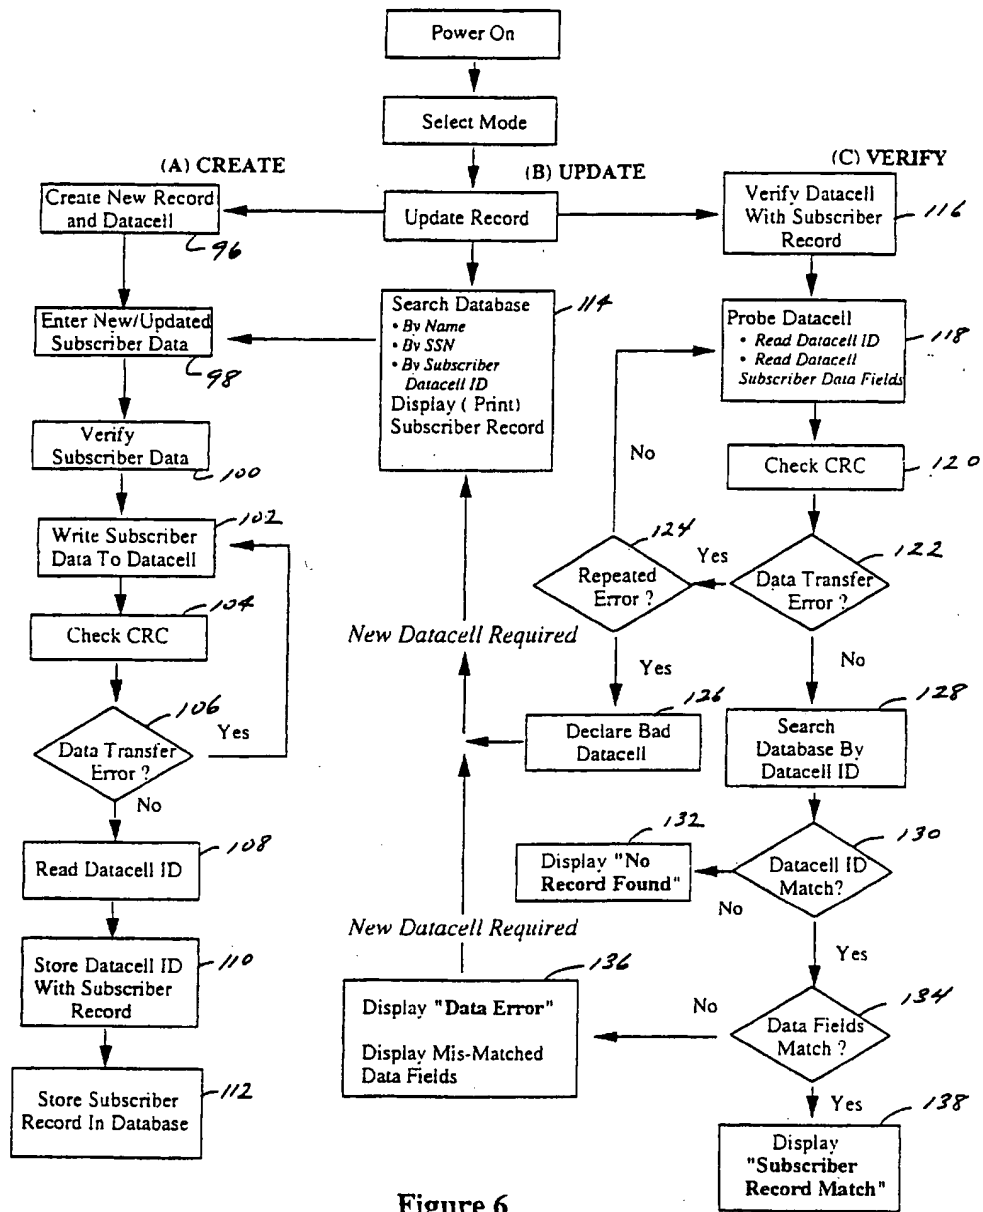 Power On
Select Mode
(A) CREATE
(B) UPDATE
(C) VERIFY
Create New Record
and Datacell
96
Update Record
Verify Datacell
With Subscriber
Record
116
Enter New/Updated
Subscriber Data
98
Search Database
• By Name
• By SSN
• By Subscriber
Datacell ID
Display ( Print)
Subscriber Record
114
Probe Datacell
• Read Datacell ID
• Read Datacell
Subscriber Data Fields
118
Verify
Subscriber Data
100
No
Check CRC
120
Write Subscriber
Data To Datacell
102
Repeated
Error ?
124
Yes
Data Transfer
Error ?
122
Check CRC
104
New Datacell Required
Yes
No
Data Transfer
Error ?
106
Yes
No
Declare Bad
Datacell
126
Search
Database By
Datacell ID
128
Read Datacell ID
108
Display "No
Record Found"
132
Datacell ID
Match?
130
No
Yes
New Datacell Required
Store Datacell ID
With Subscriber
Record
110
Display "Data Error"
Display Mis-Matched
Data Fields
136
No
Data Fields
Match ?
134
Yes
Store Subscriber
Record In Database
112
Display
"Subscriber
Record Match"
138
Figure 6